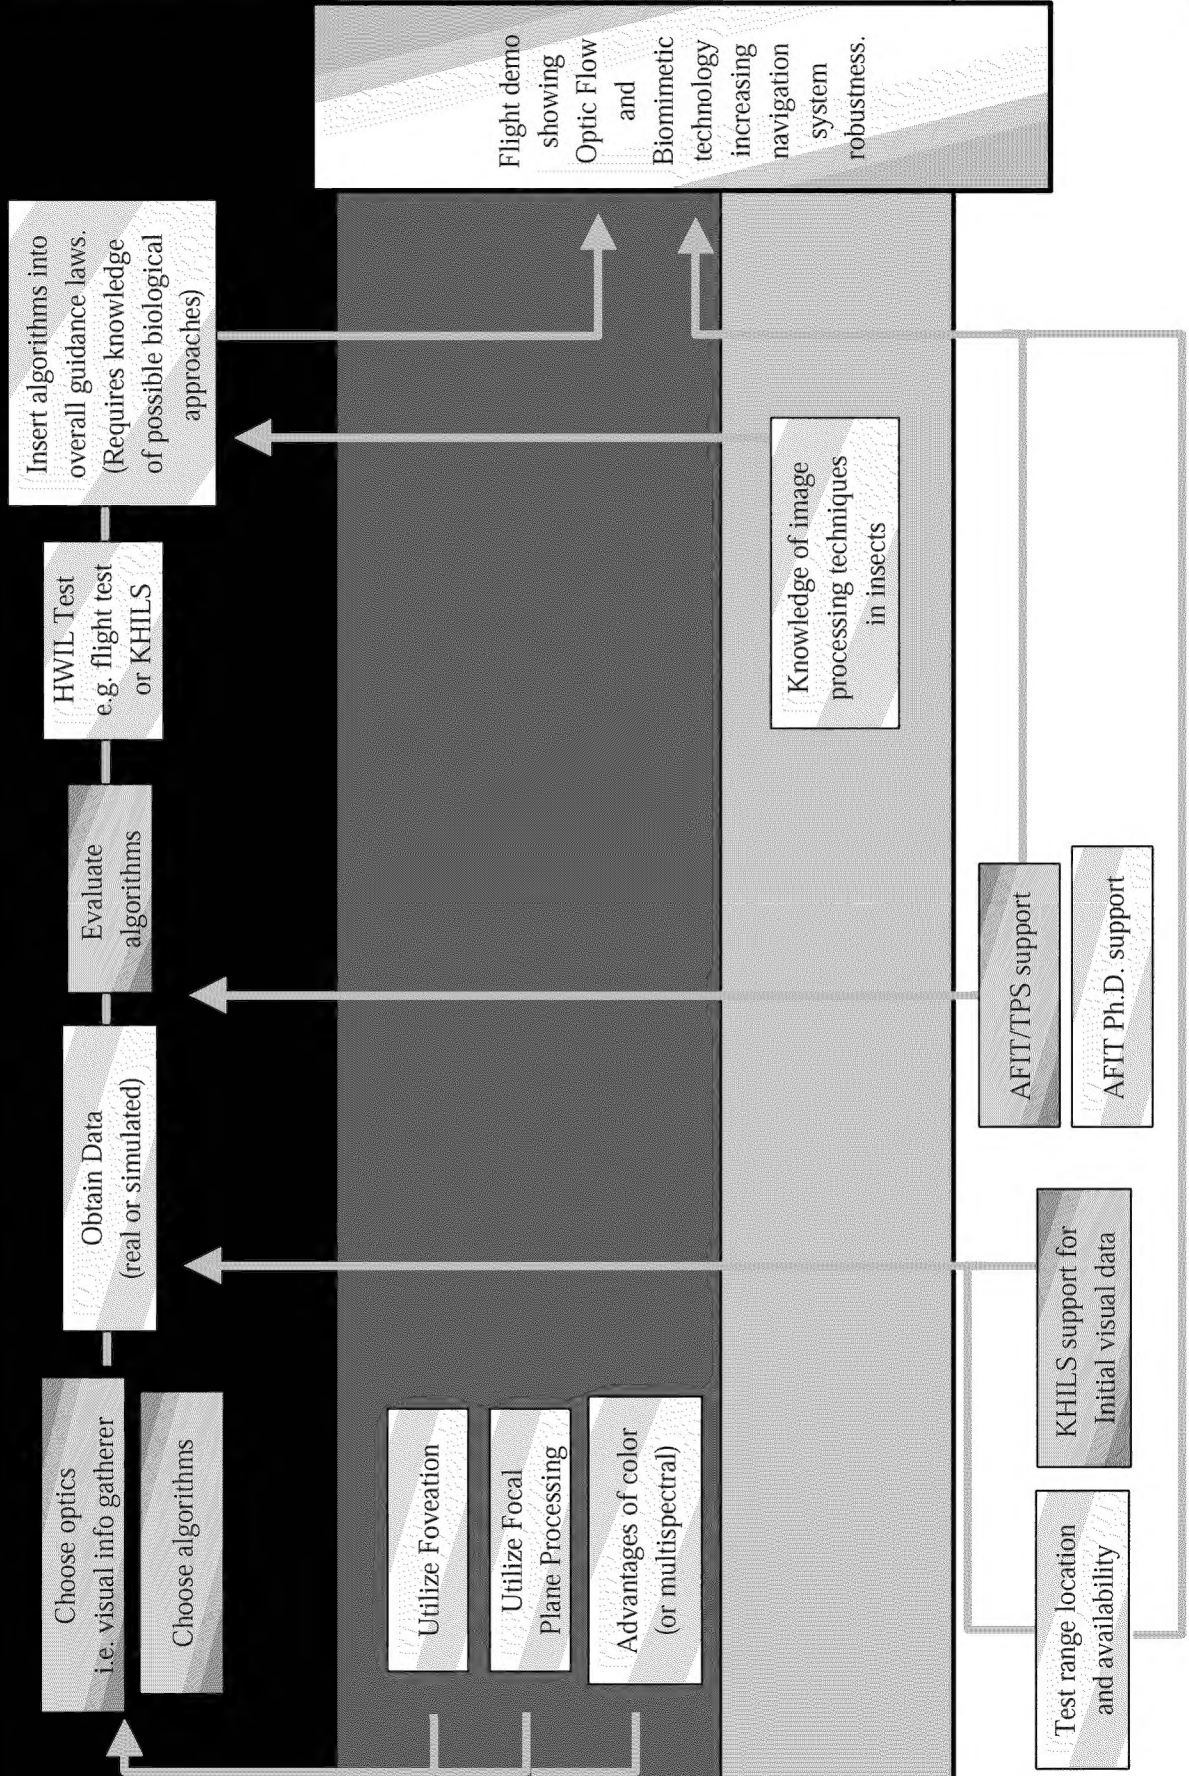 Choose optics
i.e. visual info gatherer
Choose algorithms
Obtain Data
(real or simulated)
Evaluate
algorithms
HWIL Test
e.g. flight test
or KHILS
Insert algorithms into
overall guidance laws.
(Requires knowledge
of possible biological
approaches)
Utilize Foveation
Utilize Focal
Plane Processing
Advantages of color
(or multispectral)
Flight demo
showing
Optic Flow
and
Biomimetic
technology
increasing
navigation
system
robustness.
Knowledge of image
processing techniques
in insects
Test range location
and availability
KHILS support for
Initial visual data
AFIT/TPS support
AFIT Ph.D. support